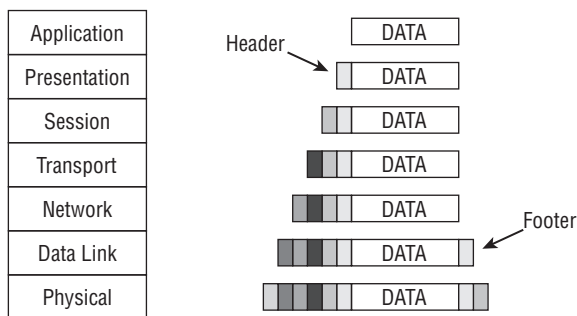 Application
DATA
Header
Presentation
DATA
Session
DATA
Transport
DATA
Network
DATA
Footer
Data Link
DATA
Physical
DATA